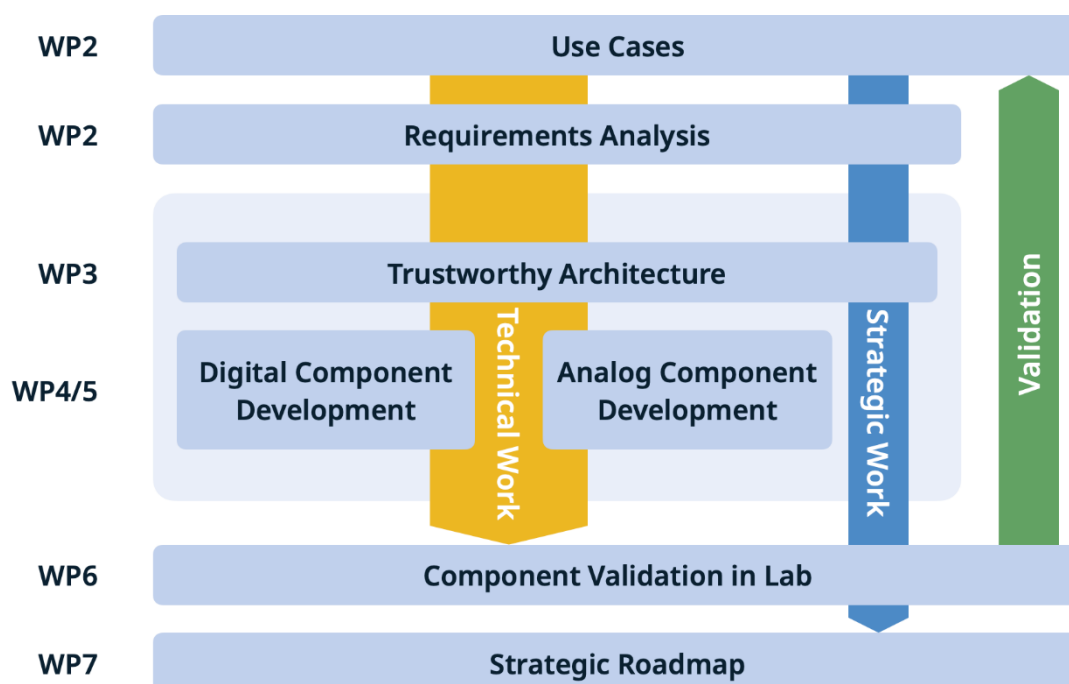 WP2
Use Cases
WP2
Requirements Analysis
WP3
Trustworthy Architecture
WP4/5
Digital Component
Development
Analog Component
Development
Technical Work
Strategic Work
Validation
WP6
Component Validation in Lab
WP7
Strategic Roadmap